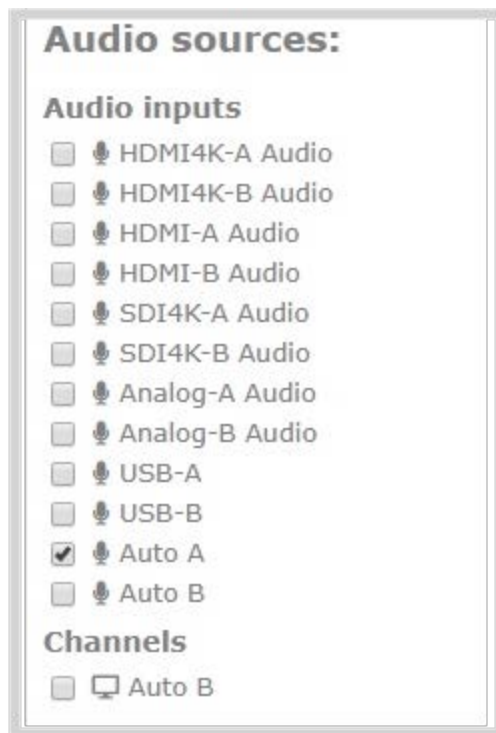 Audio sources:
Audio inputs
HDMI4K-A Audio
HDMI4K-B Audio
HDMI-A Audio
HDMI-B Audio
SDI4K-A Audio
SDI4K-B Audio
Analog-A Audio
Analog-B Audio
USB-A
USB-B
Auto A
Auto B
Channels
Auto B